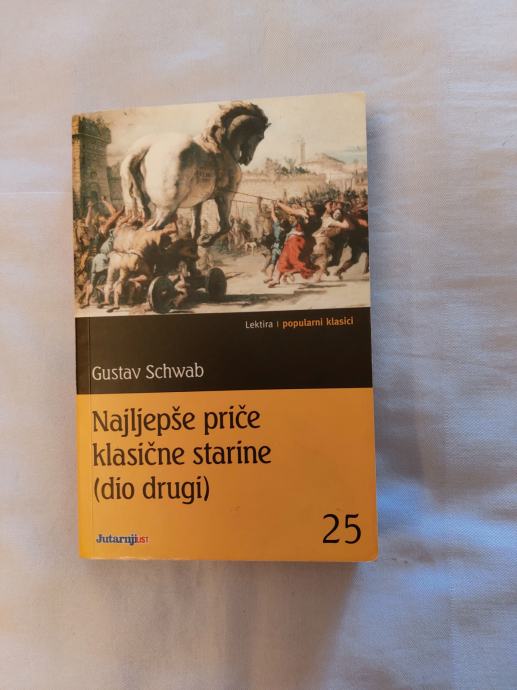 Lektira | popularni klasici
Gustav Schwab
Najljepše priče
klasične starine
(dio drugi)
25
Jutarnji LIST